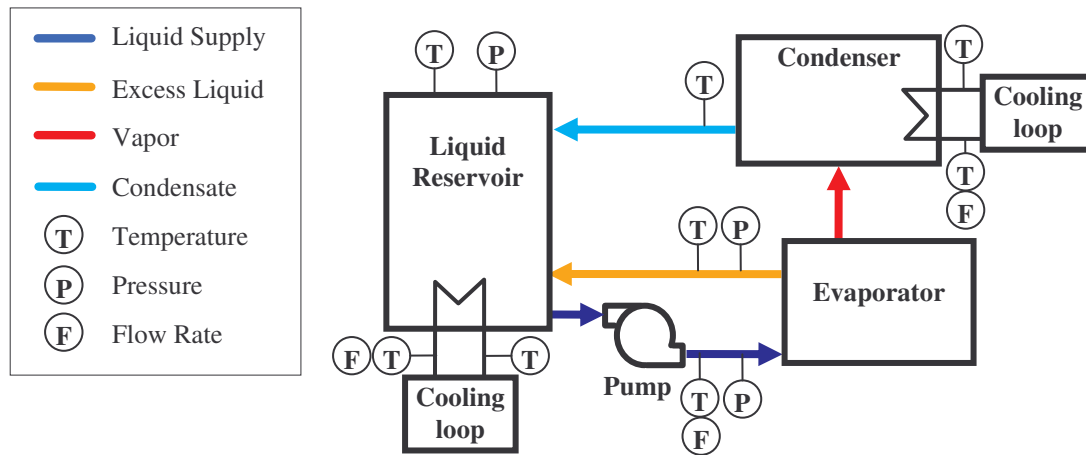 Liquid Supply
Excess Liquid
Vapor
Condensate
T Temperature
P Pressure
F Flow Rate
T
P
Liquid
Reservoir
F
T
T
Cooling
loop
T
Condenser
T
Cooling
loop
T
F
T
P
Evaporator
Pump
T
P
F